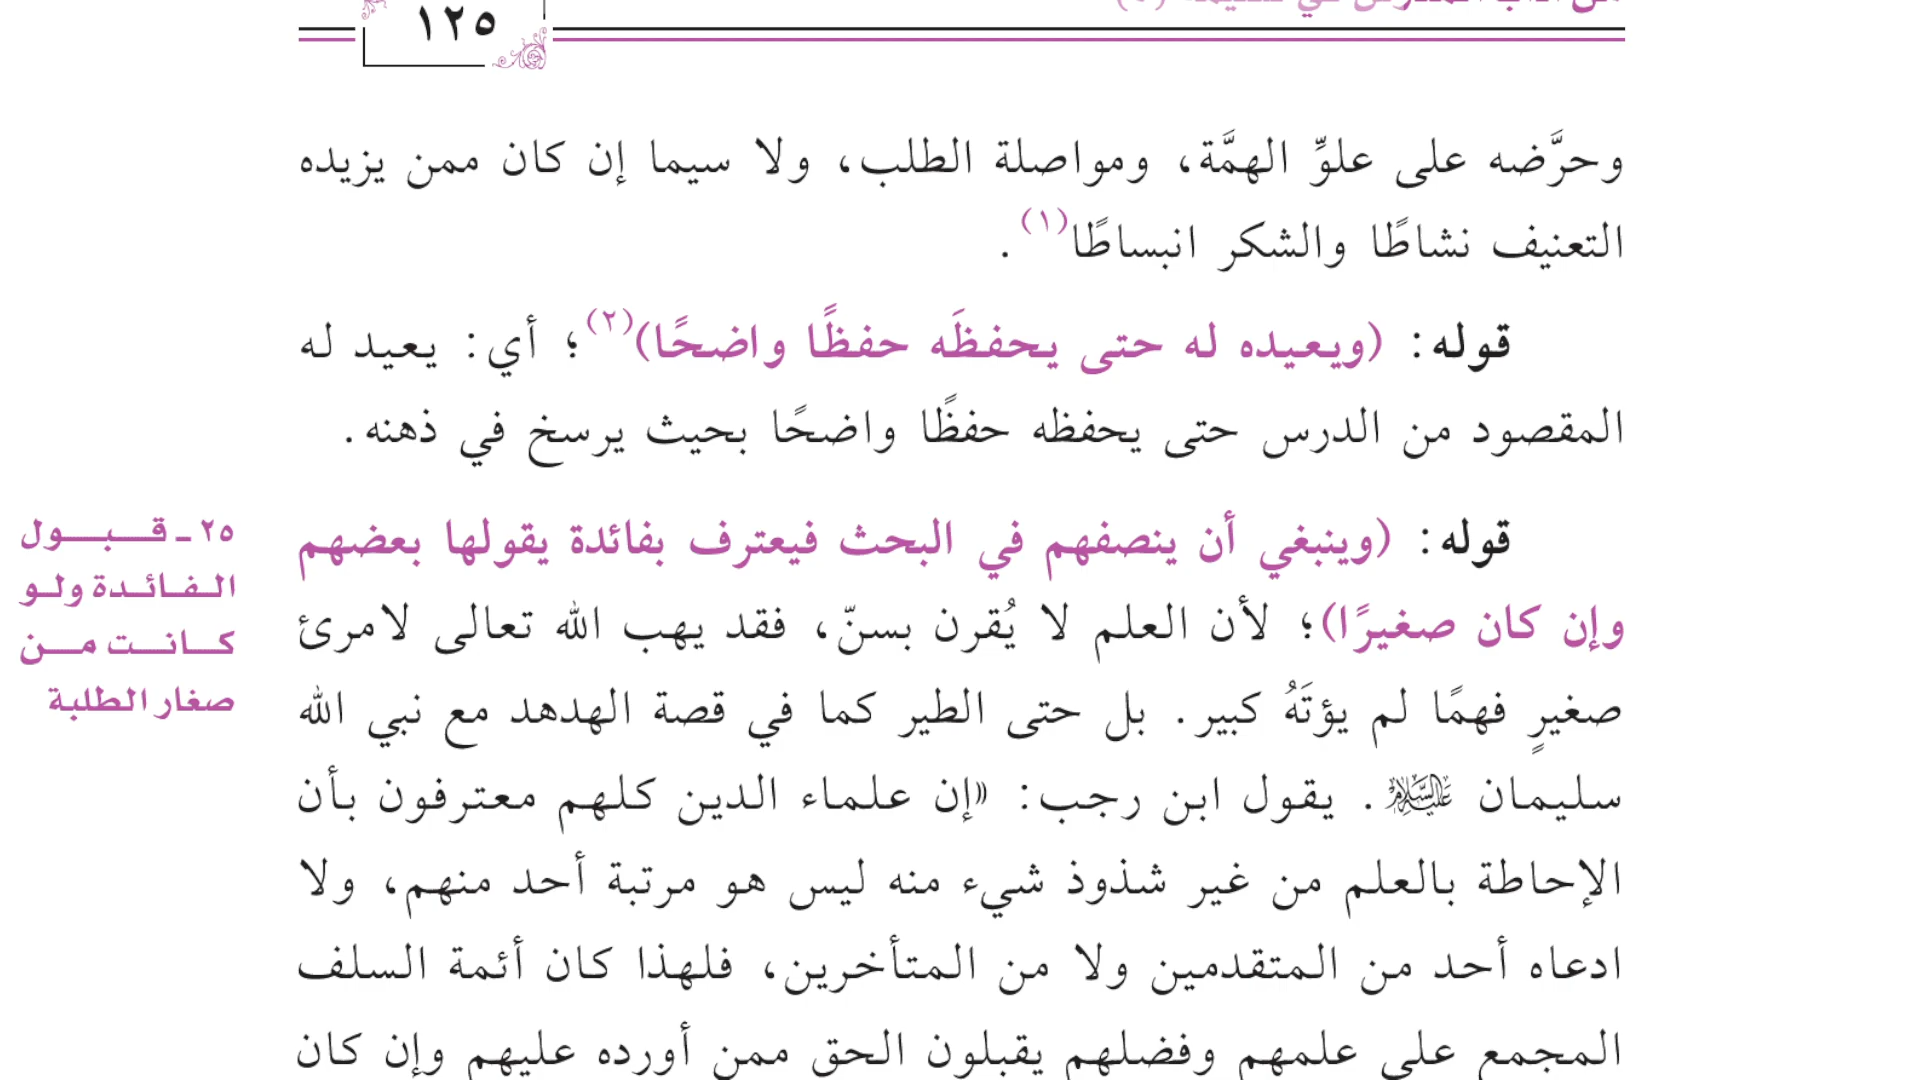 ١٢٥
وحرَّضه على علوِّ الهمَّة، ومواصلة الطلب، ولا سيما إن كان ممن يزيده
التعنيف نشاطًا والشكر انبساطًا(١).
قوله: (ويعيده له حتى يحفظَه حفظًا واضحًا)(٢)؛ أي: يعيد له
المقصود من الدرس حتى يحفظه حفظًا واضحًا بحيث يرسخ في ذهنه.
قوله: (وينبغي أن ينصفهم في البحث فيعترف بفائدة يقولها بعضهم
وإن كان صغيرًا)؛ لأن العلم لا يُقرن بسنّ، فقد يهب الله تعالى لامرئ
صغيرٍ فهمًا لم يؤتَهُ كبير. بل حتى الطير كما في قصة الهدهد مع نبي الله
سليمان عليه السلام. يقول ابن رجب: «إن علماء الدين كلهم معترفون بأن
الإحاطة بالعلم من غير شذوذ شيء منه ليس هو مرتبة أحد منهم، ولا
ادعاه أحد من المتقدمين ولا من المتأخرين، فلهذا كان أئمة السلف
المجمع على علمهم وفضلهم يقبلون الحق ممن أورده عليهم وإن كان
٢٥ ـ قبول
الفائدة ولو
كانت من
صغار الطلبة